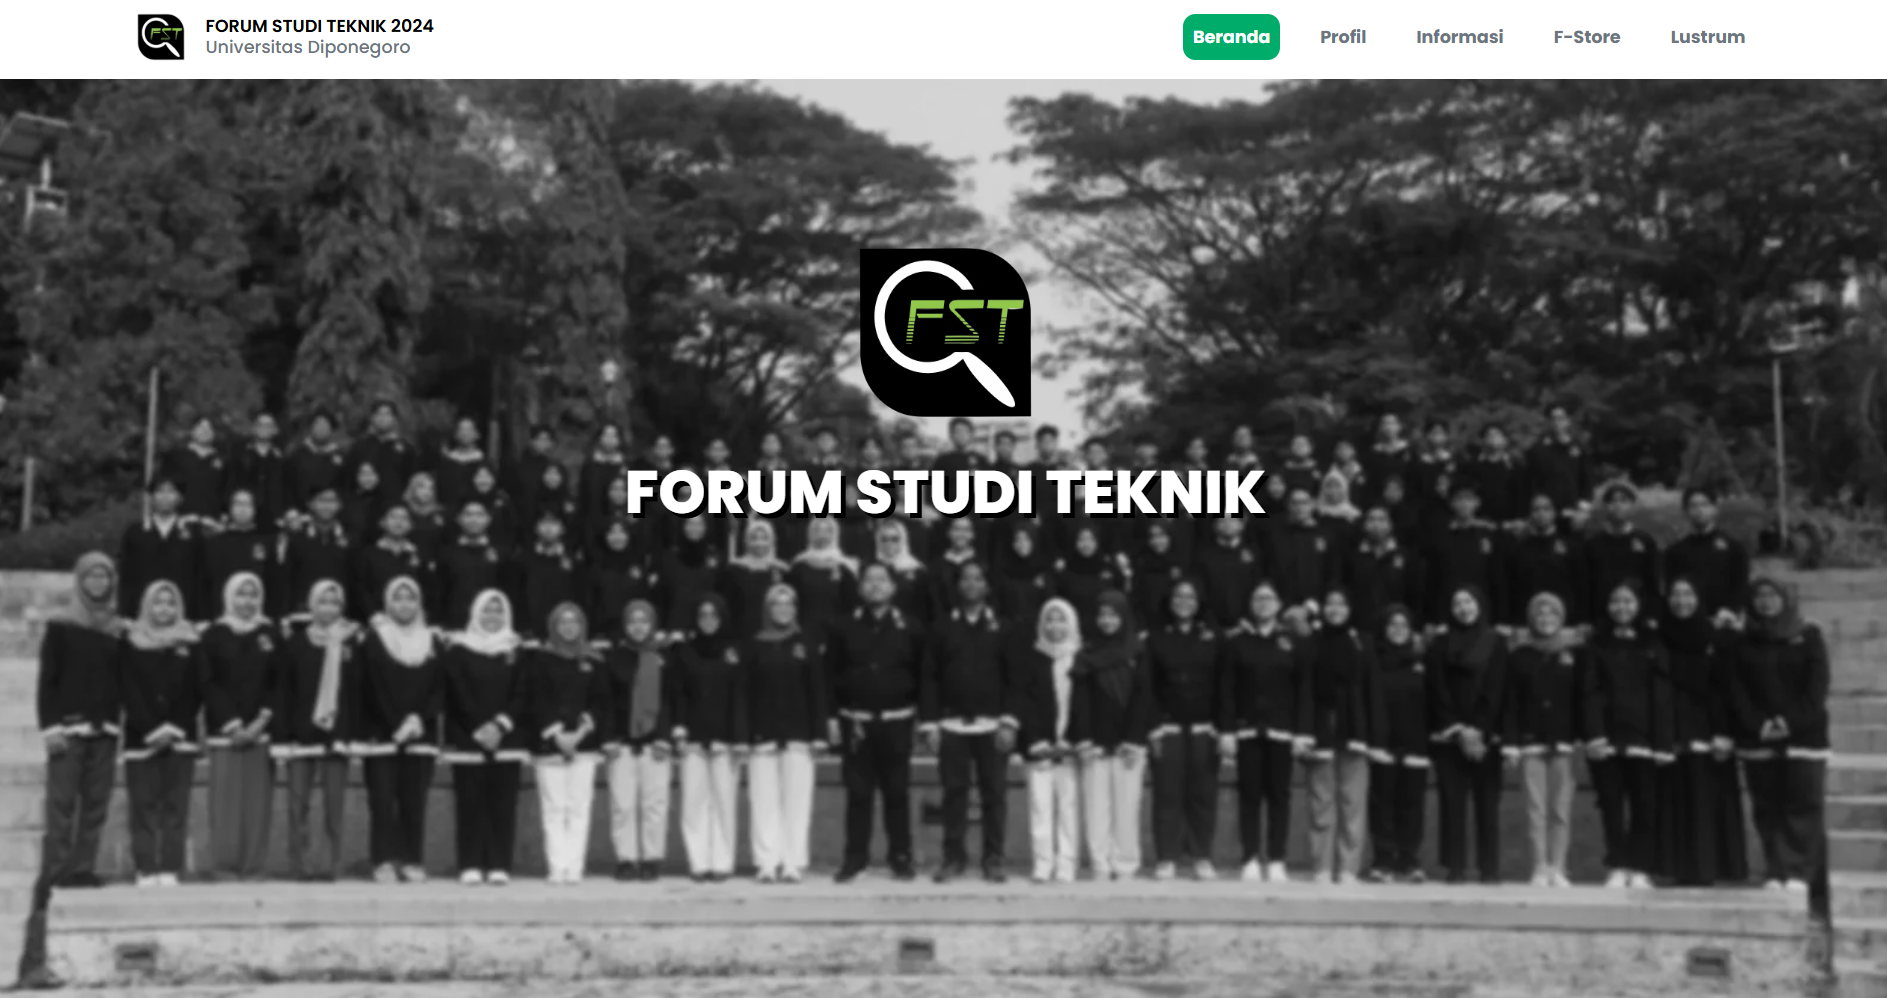 FST
FORUM STUDI TEKNIK 2024
Universitas Diponegoro
Beranda
Profil
Informasi
F-Store
Lustrum
FST
FORUM STUDI TEKNIK